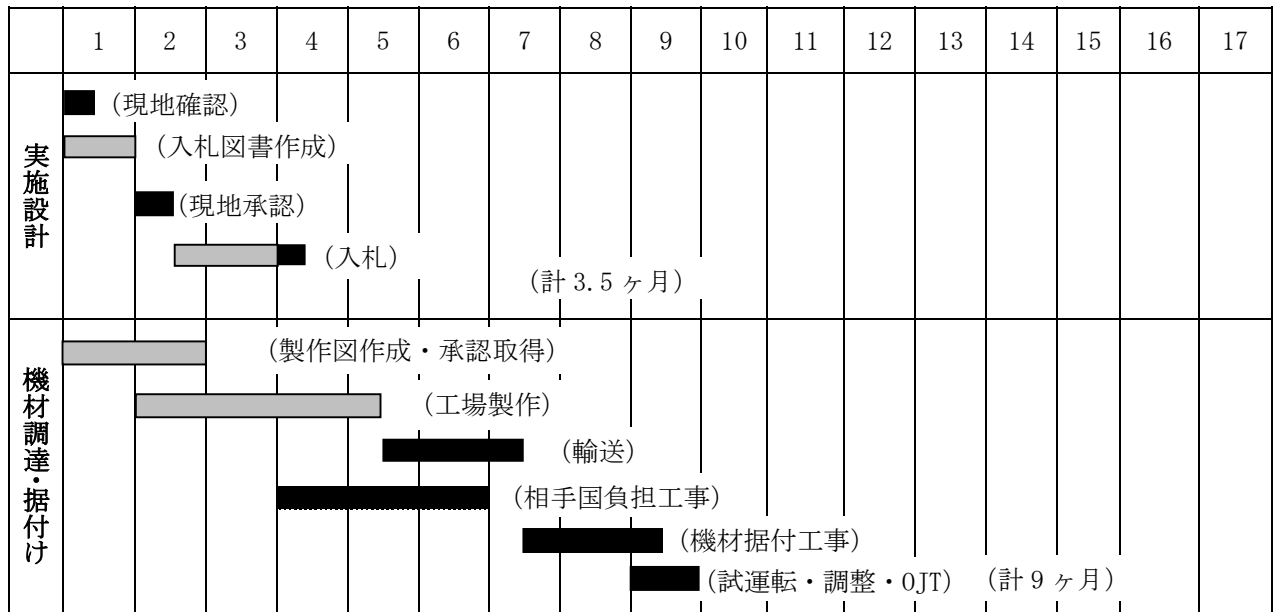 1 2 3 4 5 6 7 8 9 10 11 12 13 14 15 16 17
実施設計
(現地確認)
(入札図書作成)
(現地承認)
(入札)
(計 3.5 ヶ月)
機材調達・据付け
(製作図作成・承認取得)
(工場製作)
(輸送)
(相手国負担工事)
(機材据付工事)
(試運転・調整・OJT) (計 9 ヶ月)